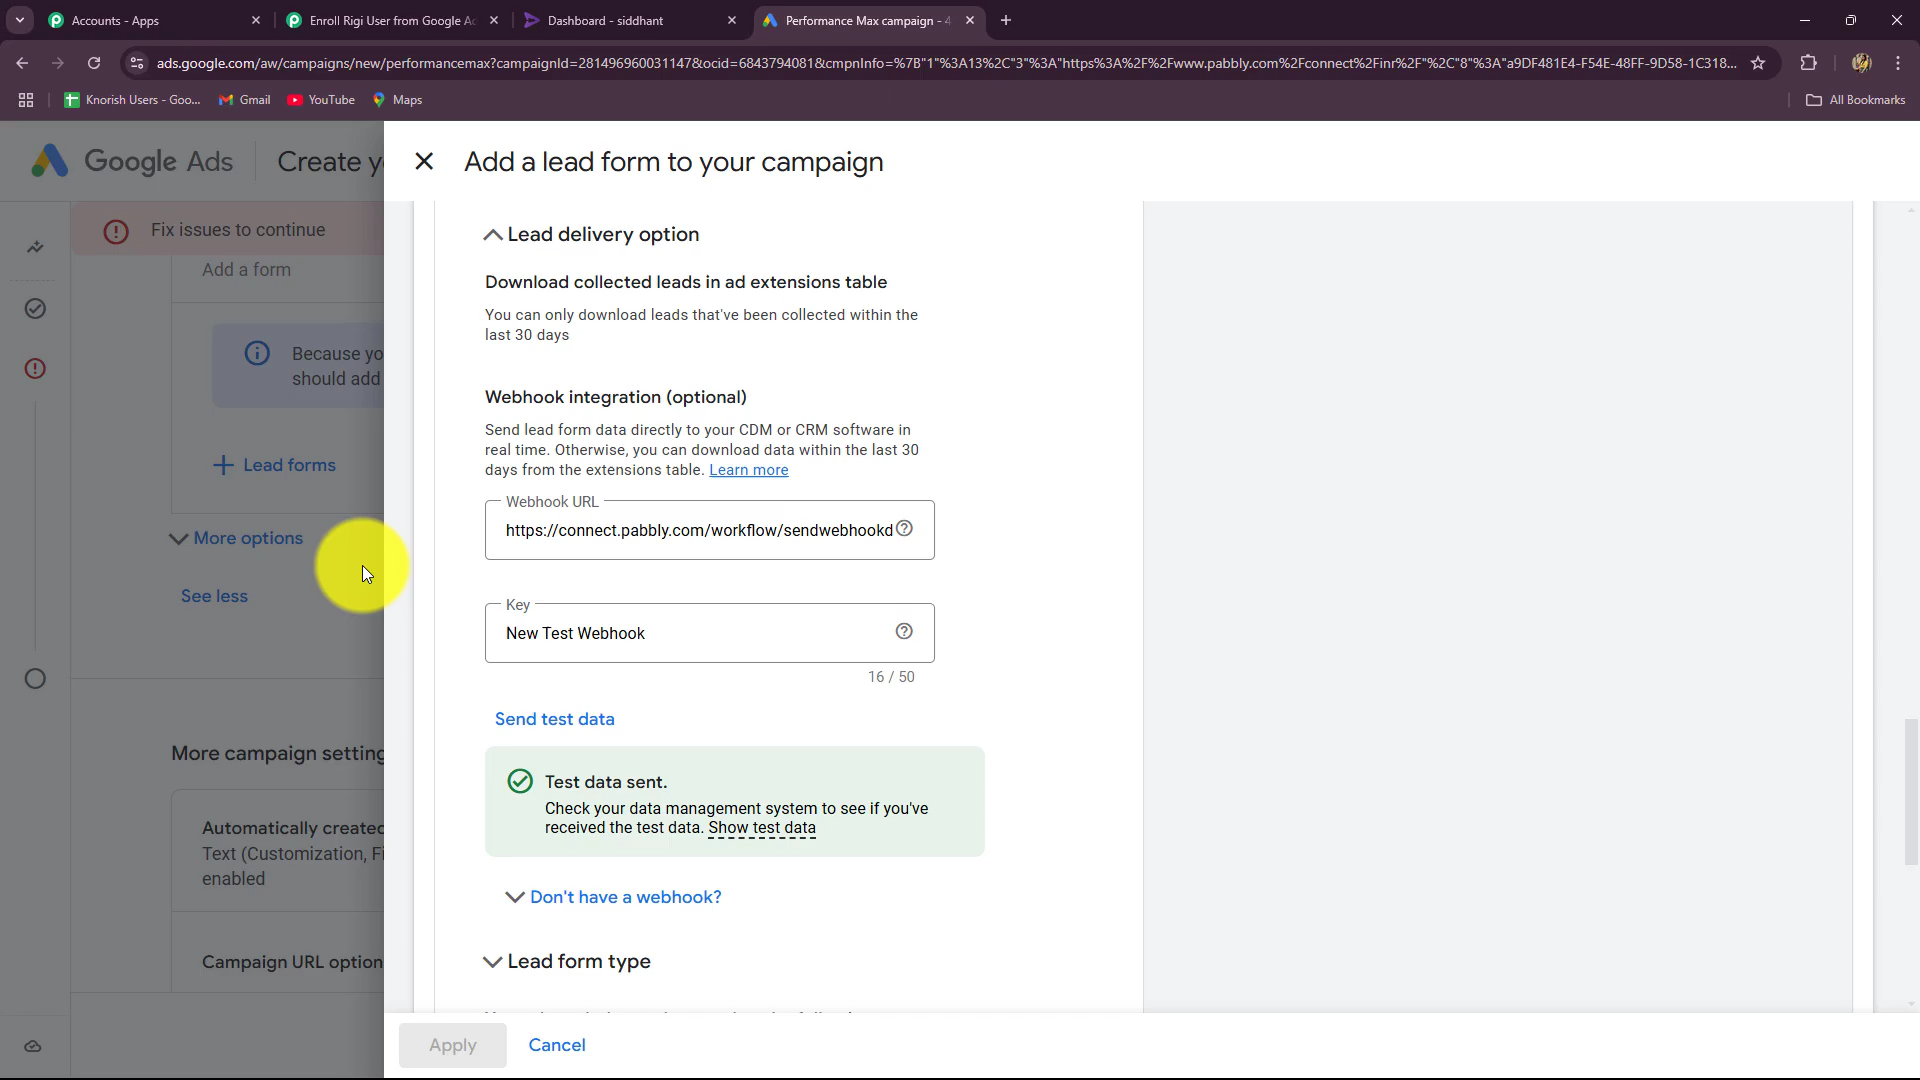 Accounts - Apps
Enroll Rigi User from Google Ac
Dashboard - siddhant
Performance Max campaign - 4
ads.google.com/aw/campaigns/new/performancemax?campaignId=281496960031147&ocid=6843794081&cmpnInfo=%7B"1"%3A13%2C"3"%3A"https%3A%2F%2Fwww.pabbly.com%2Fconnect%2Finr%2F"%2C"8"%3A"a9DF481E4-F54E-48FF-9D58-1C318...
Knorish Users - Goo...
Gmail
YouTube
Maps
All Bookmarks
Google Ads
Create yo
Add a lead form to your campaign
Fix issues to continue
Add a form
Because yo
should add
Lead forms
More options
See less
More campaign setting
Automatically created
Text (Customization, Fi
enabled
Campaign URL option
Lead delivery option
Download collected leads in ad extensions table
You can only download leads that've been collected within the
last 30 days
Webhook integration (optional)
Send lead form data directly to your CDM or CRM software in
real time. Otherwise, you can download data within the last 30
days from the extensions table. Learn more
Webhook URL
https://connect.pabbly.com/workflow/sendwebhookd
Key
New Test Webhook
16 / 50
Send test data
Test data sent.
Check your data management system to see if you've
received the test data. Show test data
Don't have a webhook?
Lead form type
Apply
Cancel